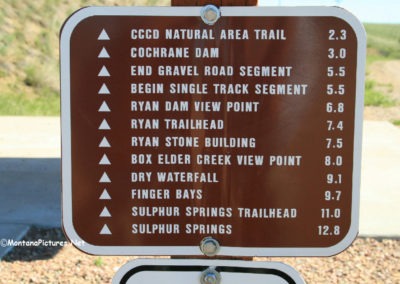 CCCD NATURAL AREA TRAIL 2.3
COCHRANE DAM 3.0
END GRAVEL ROAD SEGMENT 5.5
BEGIN SINGLE TRACK SEGMENT 5.5
RYAN DAM VIEW POINT 6.8
RYAN TRAILHEAD 7.4
RYAN STONE BUILDING 7.5
BOX ELDER CREEK VIEW POINT 8.0
DRY WATERFALL 9.1
FINGER BAYS 9.7
SULPHUR SPRINGS TRAILHEAD 11.0
SULPHUR SPRINGS 12.8
©MontanaPictures.Net